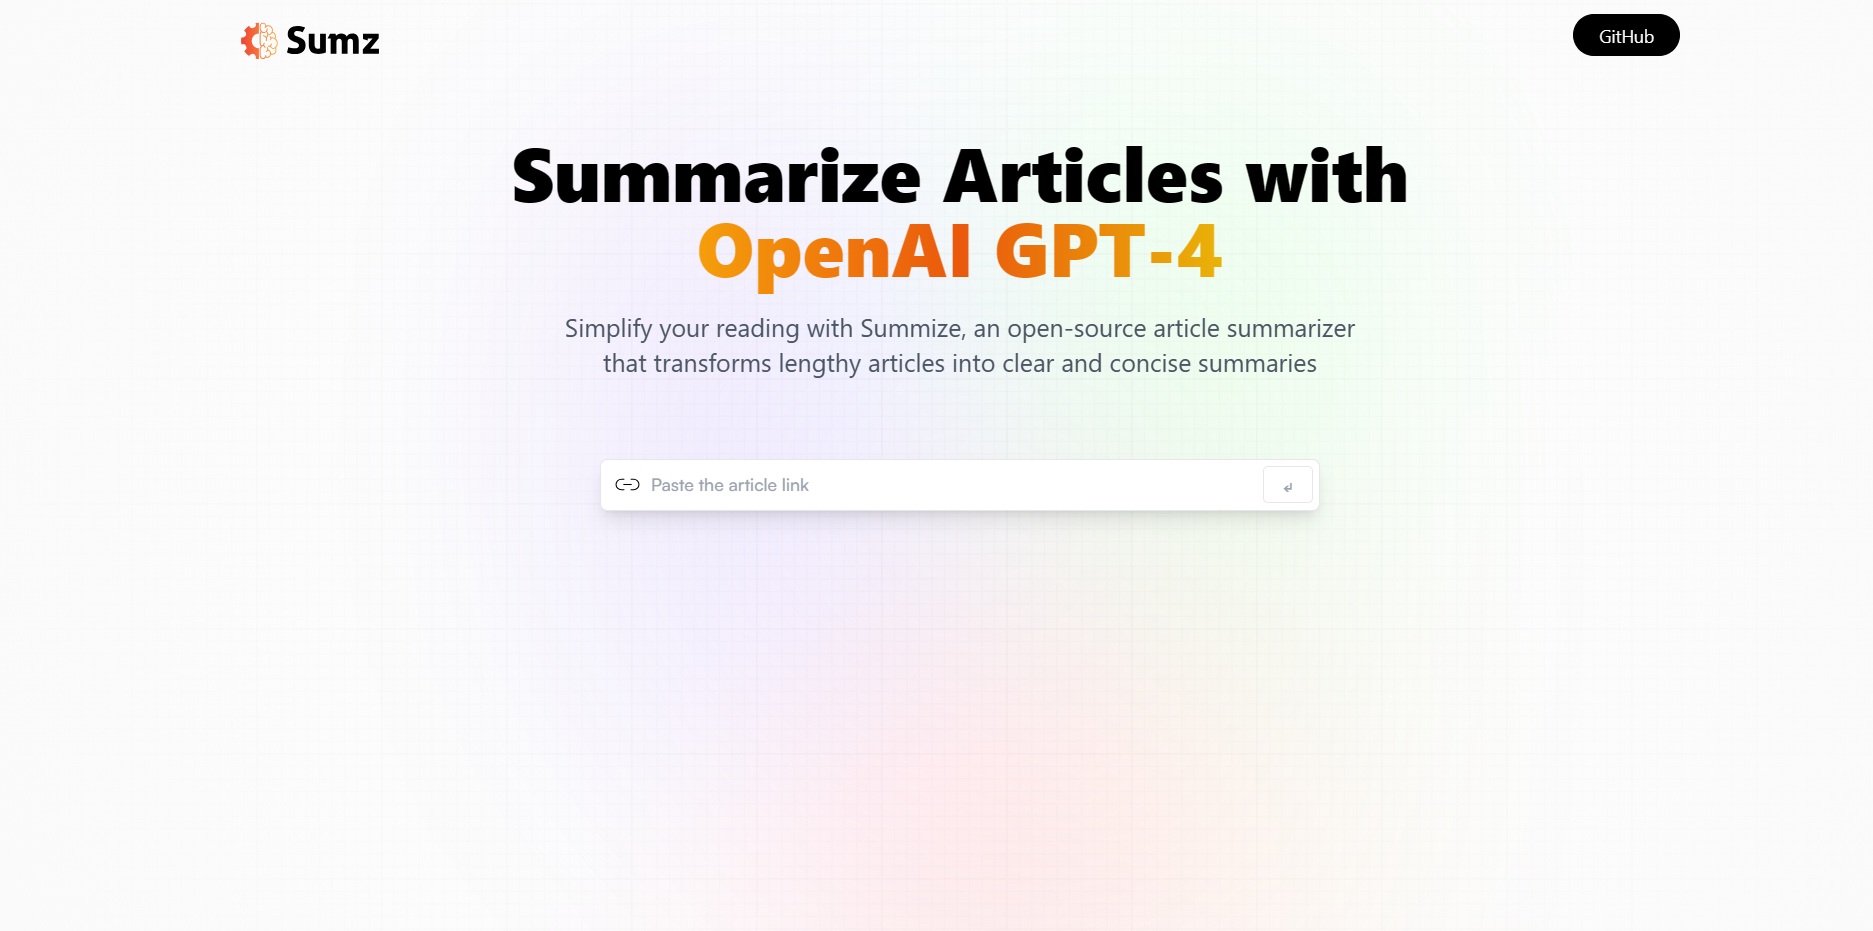 Sumz
GitHub
Summarize Articles with
OpenAI GPT-4
Simplify your reading with Summize, an open-source article summarizer
that transforms lengthy articles into clear and concise summaries
Paste the article link
↲